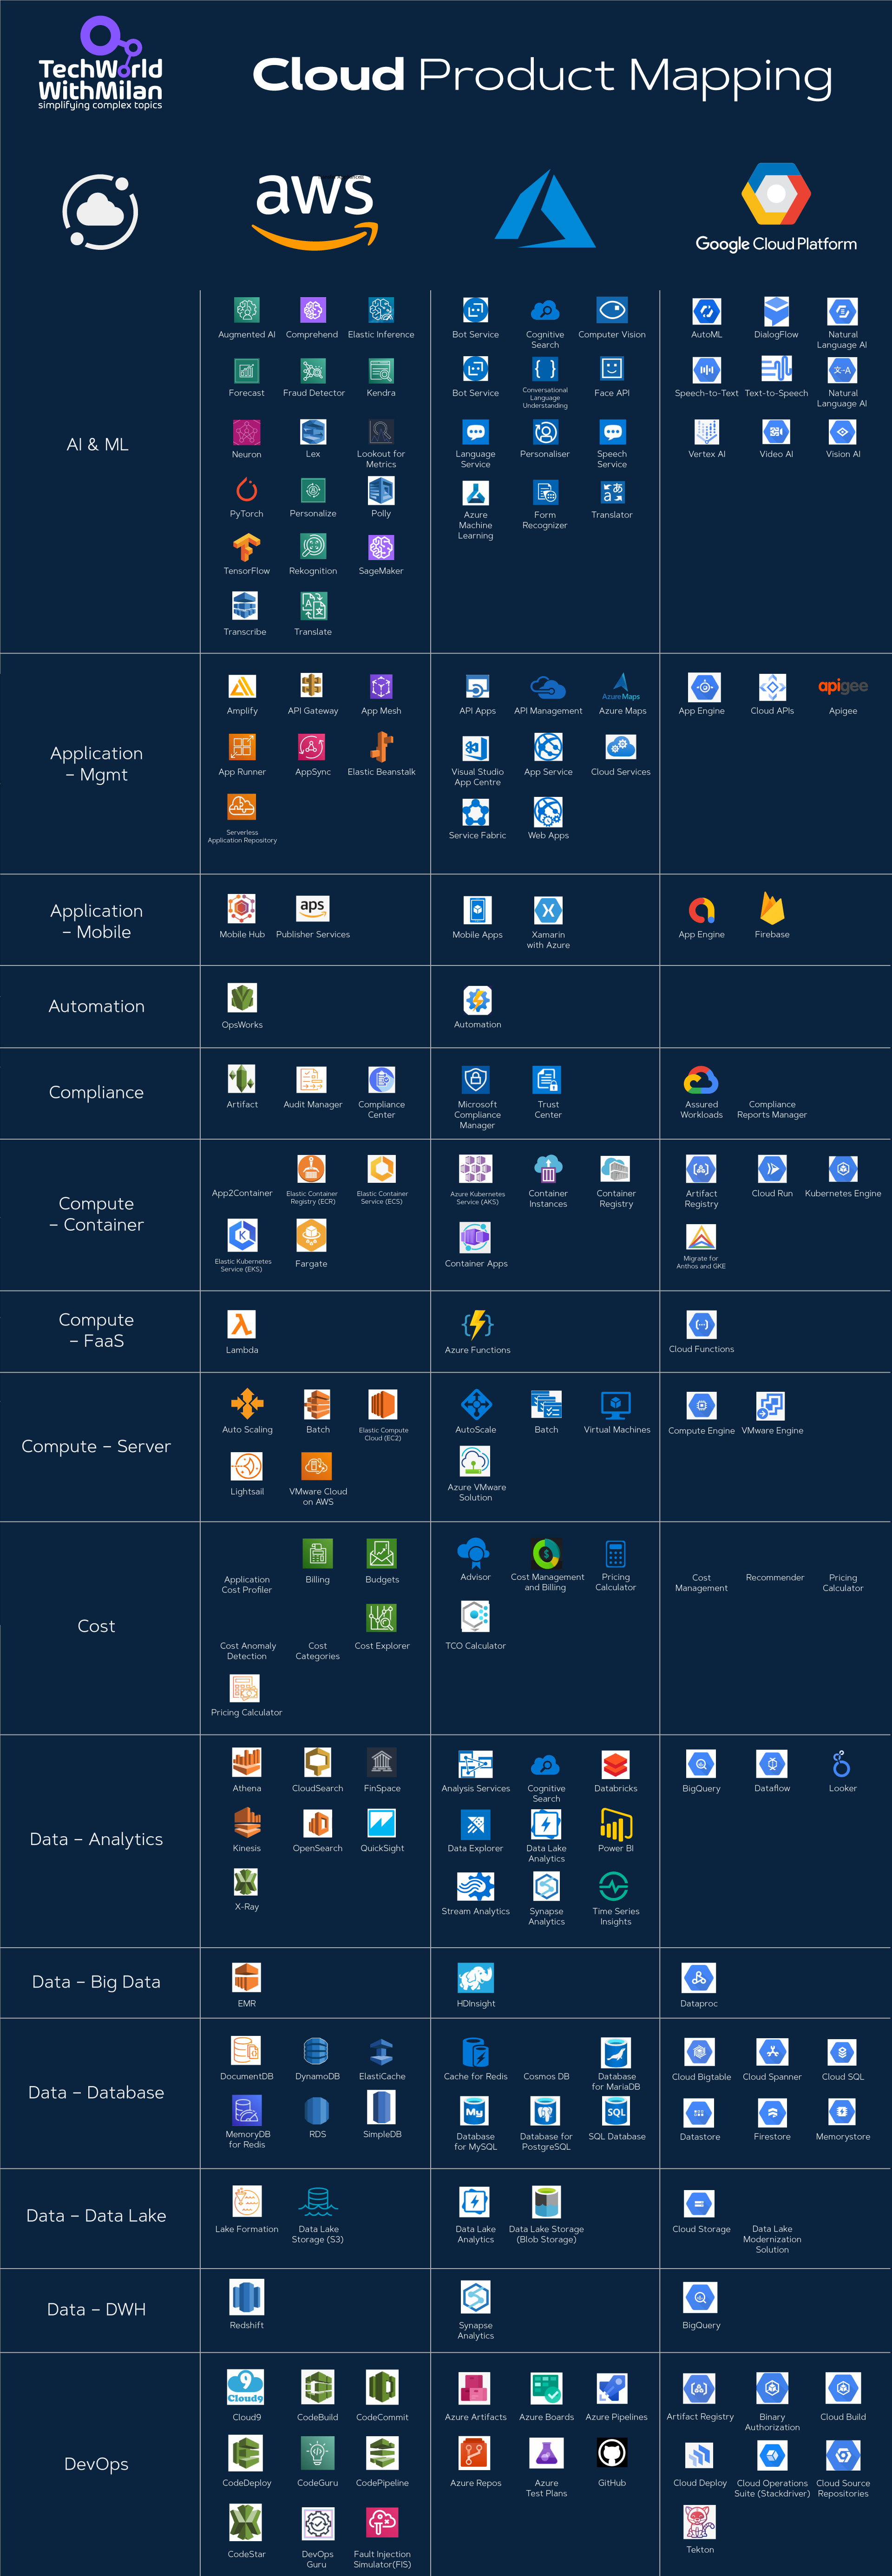 TechWorld
WithMilan
simplifying complex topics
Cloud Product Mapping
aws
Google Cloud Platform
AI & ML
Augmented AI
Comprehend
Elastic Inference
Forecast
Fraud Detector
Kendra
Neuron
Lex
Lookout for
Metrics
PyTorch
Personalize
Polly
TensorFlow
Rekognition
SageMaker
Transcribe
Translate
Bot Service
Cognitive
Search
Computer Vision
Bot Service
Conversational
Language
Understanding
Face API
Language
Service
Personaliser
Speech
Service
Azure
Machine
Learning
Form
Recognizer
Translator
AutoML
DialogFlow
Natural
Language AI
Speech-to-Text
Text-to-Speech
Natural
Language AI
Vertex AI
Video AI
Vision AI
Application
– Mgmt
Amplify
API Gateway
App Mesh
App Runner
AppSync
Elastic Beanstalk
Serverless
Application Repository
API Apps
API Management
Azure Maps
Azure Maps
Visual Studio
App Centre
App Service
Cloud Services
Service Fabric
Web Apps
App Engine
Cloud APIs
apigee
Apigee
Application
– Mobile
Mobile Hub
aps
Publisher Services
Mobile Apps
Xamarin
with Azure
App Engine
Firebase
Automation
OpsWorks
Automation
Compliance
Artifact
Audit Manager
Compliance
Center
Microsoft
Compliance
Manager
Trust
Center
Assured
Workloads
Compliance
Reports Manager
Compute
– Container
App2Container
Elastic Container
Registry (ECR)
Elastic Container
Service (ECS)
Elastic Kubernetes
Service (EKS)
Fargate
Azure Kubernetes
Service (AKS)
Container
Instances
Container
Registry
Container Apps
Artifact
Registry
Cloud Run
Kubernetes Engine
Migrate for
Anthos and GKE
Compute
– FaaS
Lambda
Azure Functions
Cloud Functions
Compute – Server
Auto Scaling
Batch
Elastic Compute
Cloud (EC2)
Lightsail
VMware Cloud
on AWS
AutoScale
Batch
Virtual Machines
Azure VMware
Solution
Compute Engine
VMware Engine
Cost
Application
Cost Profiler
Billing
Budgets
Cost Anomaly
Detection
Cost
Categories
Cost Explorer
Pricing Calculator
Advisor
Cost Management
and Billing
Pricing
Calculator
TCO Calculator
Cost
Management
Recommender
Pricing
Calculator
Data – Analytics
Athena
CloudSearch
FinSpace
Kinesis
OpenSearch
QuickSight
X-Ray
Analysis Services
Cognitive
Search
Databricks
Data Explorer
Data Lake
Analytics
Power BI
Stream Analytics
Synapse
Analytics
Time Series
Insights
BigQuery
Dataflow
Looker
Data – Big Data
EMR
HDInsight
Dataproc
Data – Database
DocumentDB
DynamoDB
ElastiCache
MemoryDB
for Redis
RDS
SimpleDB
Cache for Redis
Cosmos DB
Database
for MariaDB
My
Database
for MySQL
Database for
PostgreSQL
SQL
SQL Database
Cloud Bigtable
Cloud Spanner
Cloud SQL
Datastore
Firestore
Memorystore
Data – Data Lake
Lake Formation
Data Lake
Storage (S3)
Data Lake
Analytics
Data Lake Storage
(Blob Storage)
Cloud Storage
Data Lake
Modernization
Solution
Data – DWH
Redshift
Synapse
Analytics
BigQuery
DevOps
9
Cloud9
Cloud9
CodeBuild
CodeCommit
CodeDeploy
CodeGuru
CodePipeline
CodeStar
DevOps
Guru
Fault Injection
Simulator(FIS)
Azure Artifacts
Azure Boards
Azure Pipelines
Azure Repos
Azure
Test Plans
GitHub
Artifact Registry
Binary
Authorization
Cloud Build
Cloud Deploy
Cloud Operations
Suite (Stackdriver)
Cloud Source
Repositories
Tekton